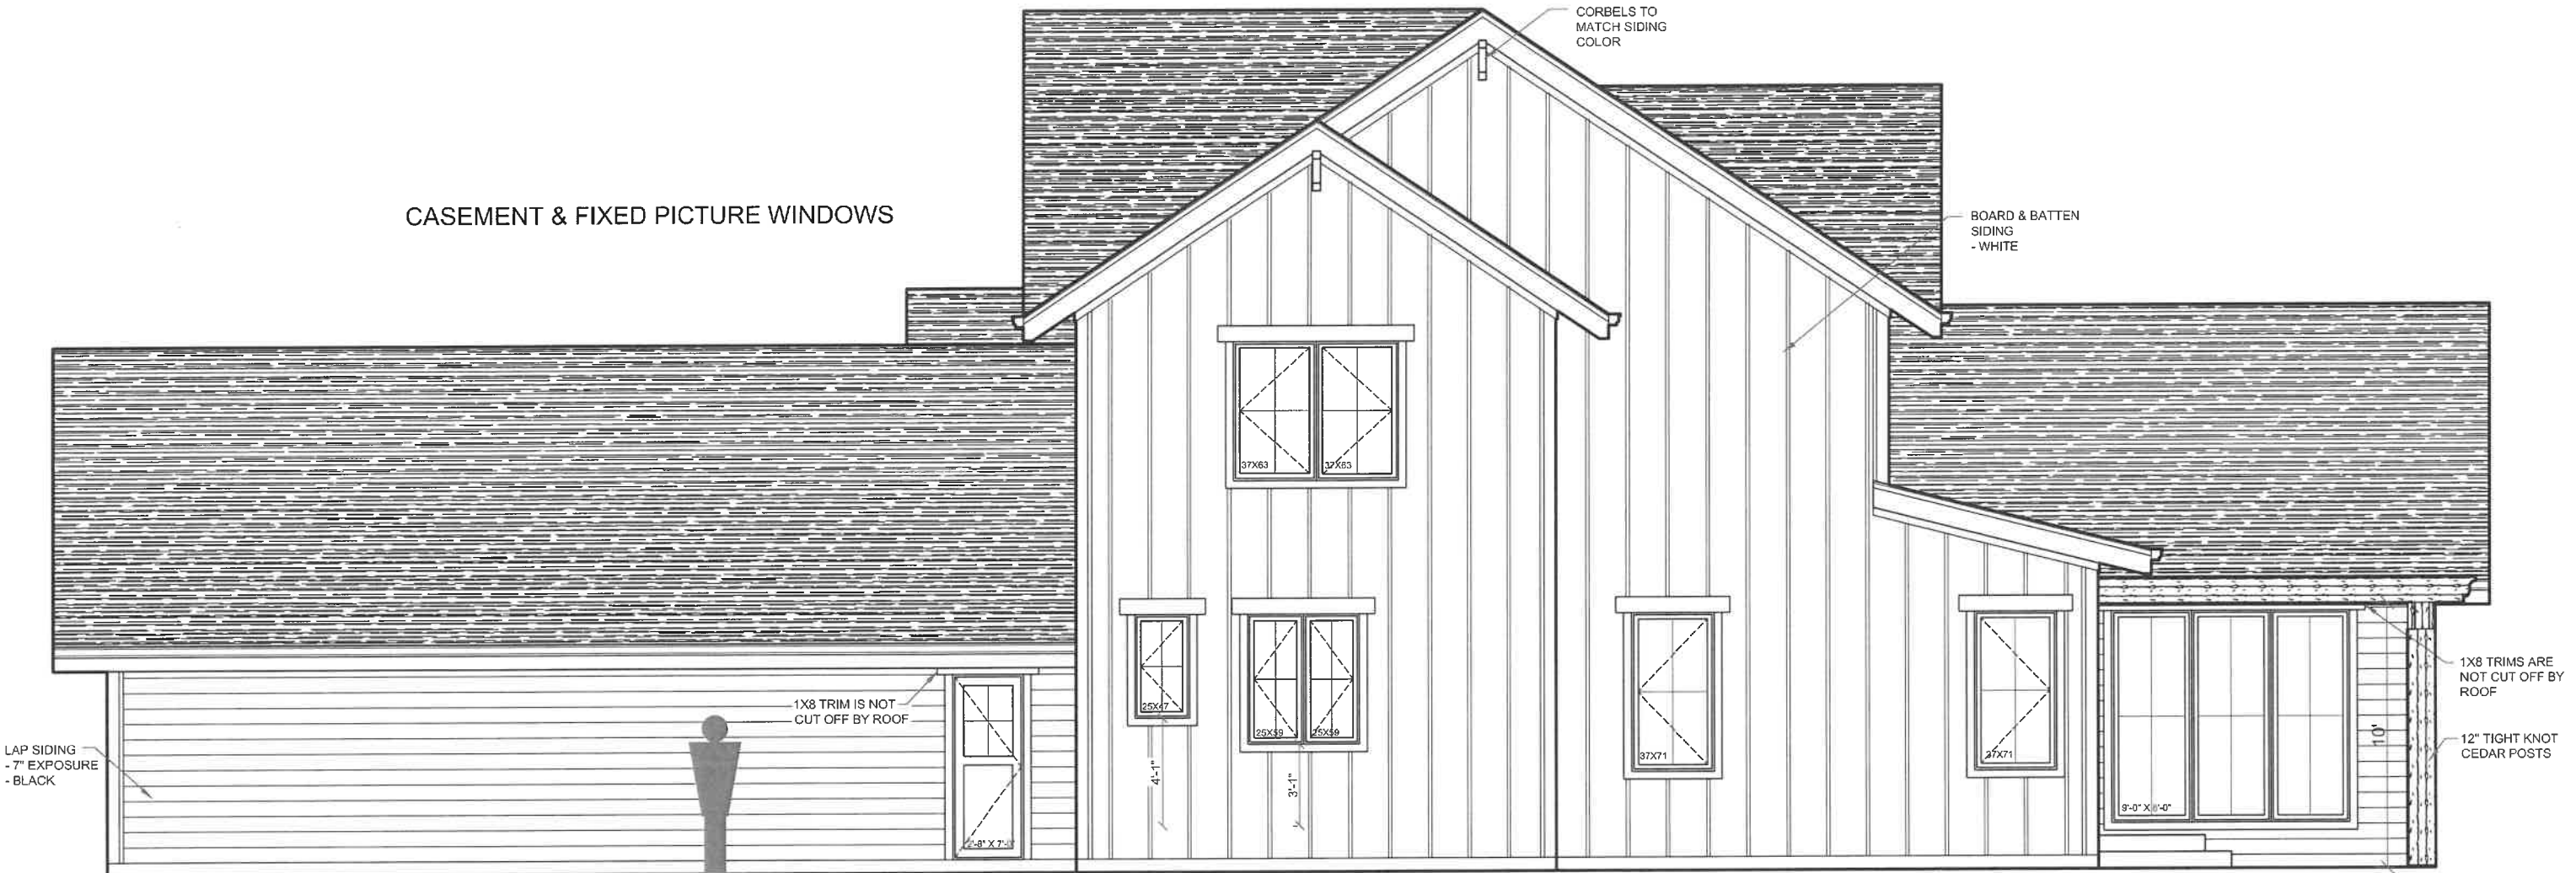 CORBELS TO
MATCH SIDING
COLOR
CASEMENT & FIXED PICTURE WINDOWS
BOARD & BATTEN
SIDING
- WHITE
37X63
37X63
1X8 TRIM IS NOT
CUT OFF BY ROOF
25X47
25X59
25X59
4'-1"
3'-1"
37X71
37X71
1X8 TRIMS ARE
NOT CUT OFF BY
ROOF
10'
12" TIGHT KNOT
CEDAR POSTS
LAP SIDING
- 7" EXPOSURE
- BLACK
9'-0" X 8'-0"